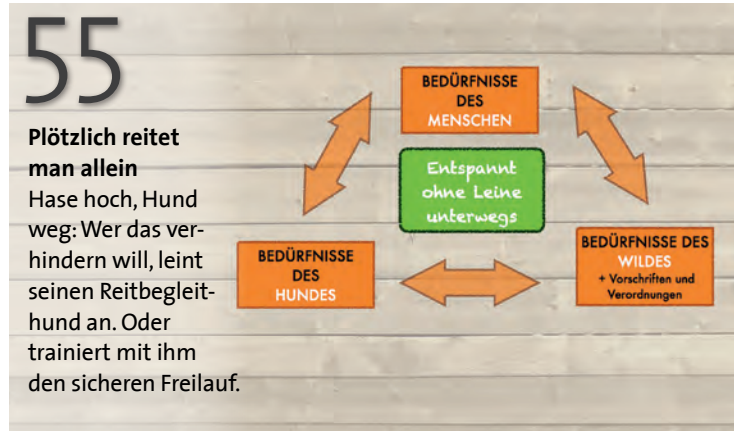 55
Plötzlich reitet
man allein
Hase hoch, Hund
weg: Wer das ver-
hindern will, leint
seinen Reitbegleit-
hund an. Oder
trainiert mit ihm
den sicheren Freilauf.
BEDÜRFNISSE
DES
MENSCHEN
Entspannt
ohne Leine
unterwegs
BEDÜRFNISSE
DES
HUNDES
BEDÜRFNISSE DES
WILDES
+ Vorschriften und
Verordnungen